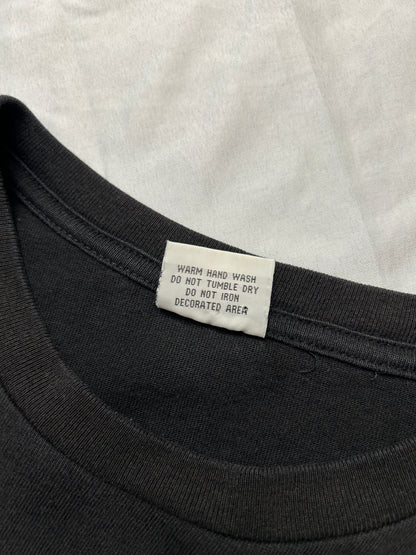 WARM HAND WASH
DO NOT TUMBLE DRY
DO NOT IRON
DECORATED AREA